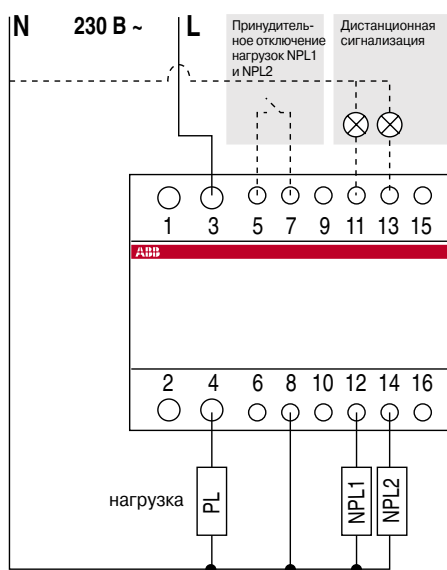 N 230 В ~ L
Принудитель-
ное отключение
нагрузок NPL1
и NPL2
Дистанционная
сигнализация
1 3 5 7 9 11 13 15
ABB
2 4 6 8 10 12 14 16
нагрузка
PL
NPL1
NPL2